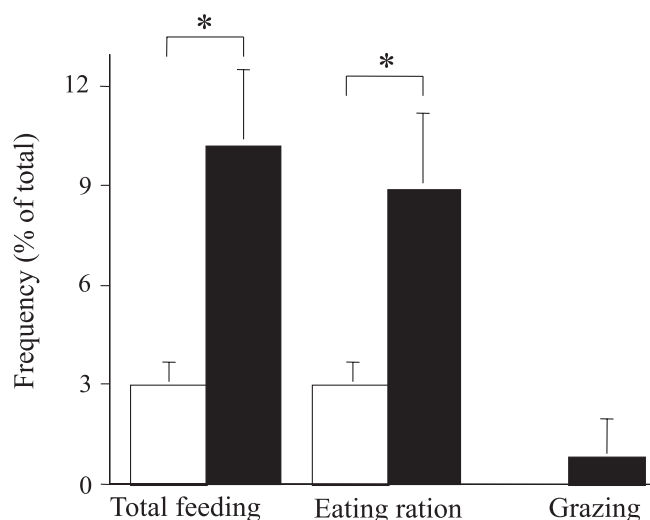 *
*
12
9
6
3
0
Frequency (% of total)
Total feeding
Eating ration
Grazing